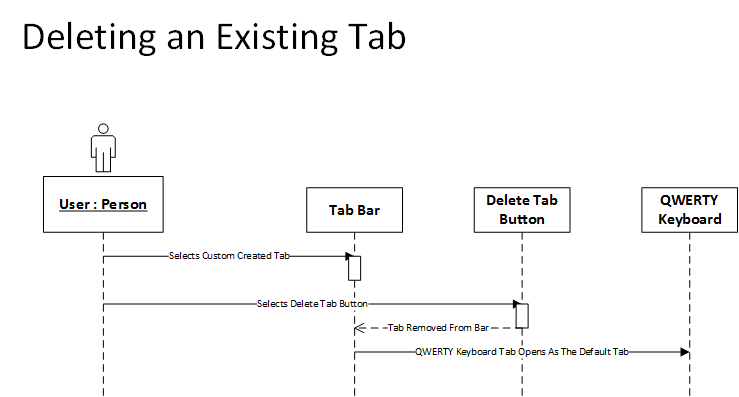 Deleting an Existing Tab
User : Person
Tab Bar
Delete Tab
Button
QWERTY
Keyboard
Selects Custom Created Tab
Selects Delete Tab Button
Tab Removed From Bar
QWERTY Keyboard Tab Opens As The Default Tab